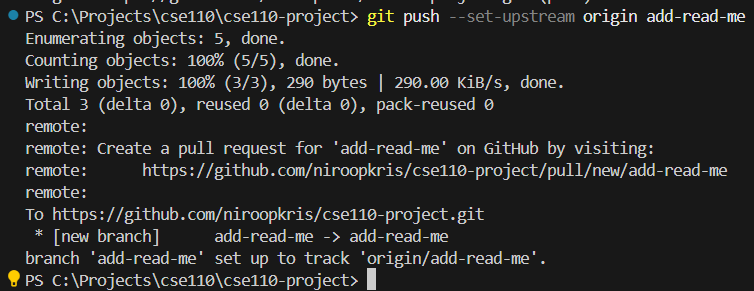 PS C:\Projects\cse110\cse110-project> git push --set-upstream origin add-read-me
Enumerating objects: 5, done.
Counting objects: 100% (5/5), done.
Writing objects: 100% (3/3), 290 bytes | 290.00 KiB/s, done.
Total 3 (delta 0), reused 0 (delta 0), pack-reused 0
remote:
remote: Create a pull request for 'add-read-me' on GitHub by visiting:
remote:      https://github.com/niroopkris/cse110-project/pull/new/add-read-me
remote:
To https://github.com/niroopkris/cse110-project.git
 * [new branch]      add-read-me -> add-read-me
branch 'add-read-me' set up to track 'origin/add-read-me'.
PS C:\Projects\cse110\cse110-project>